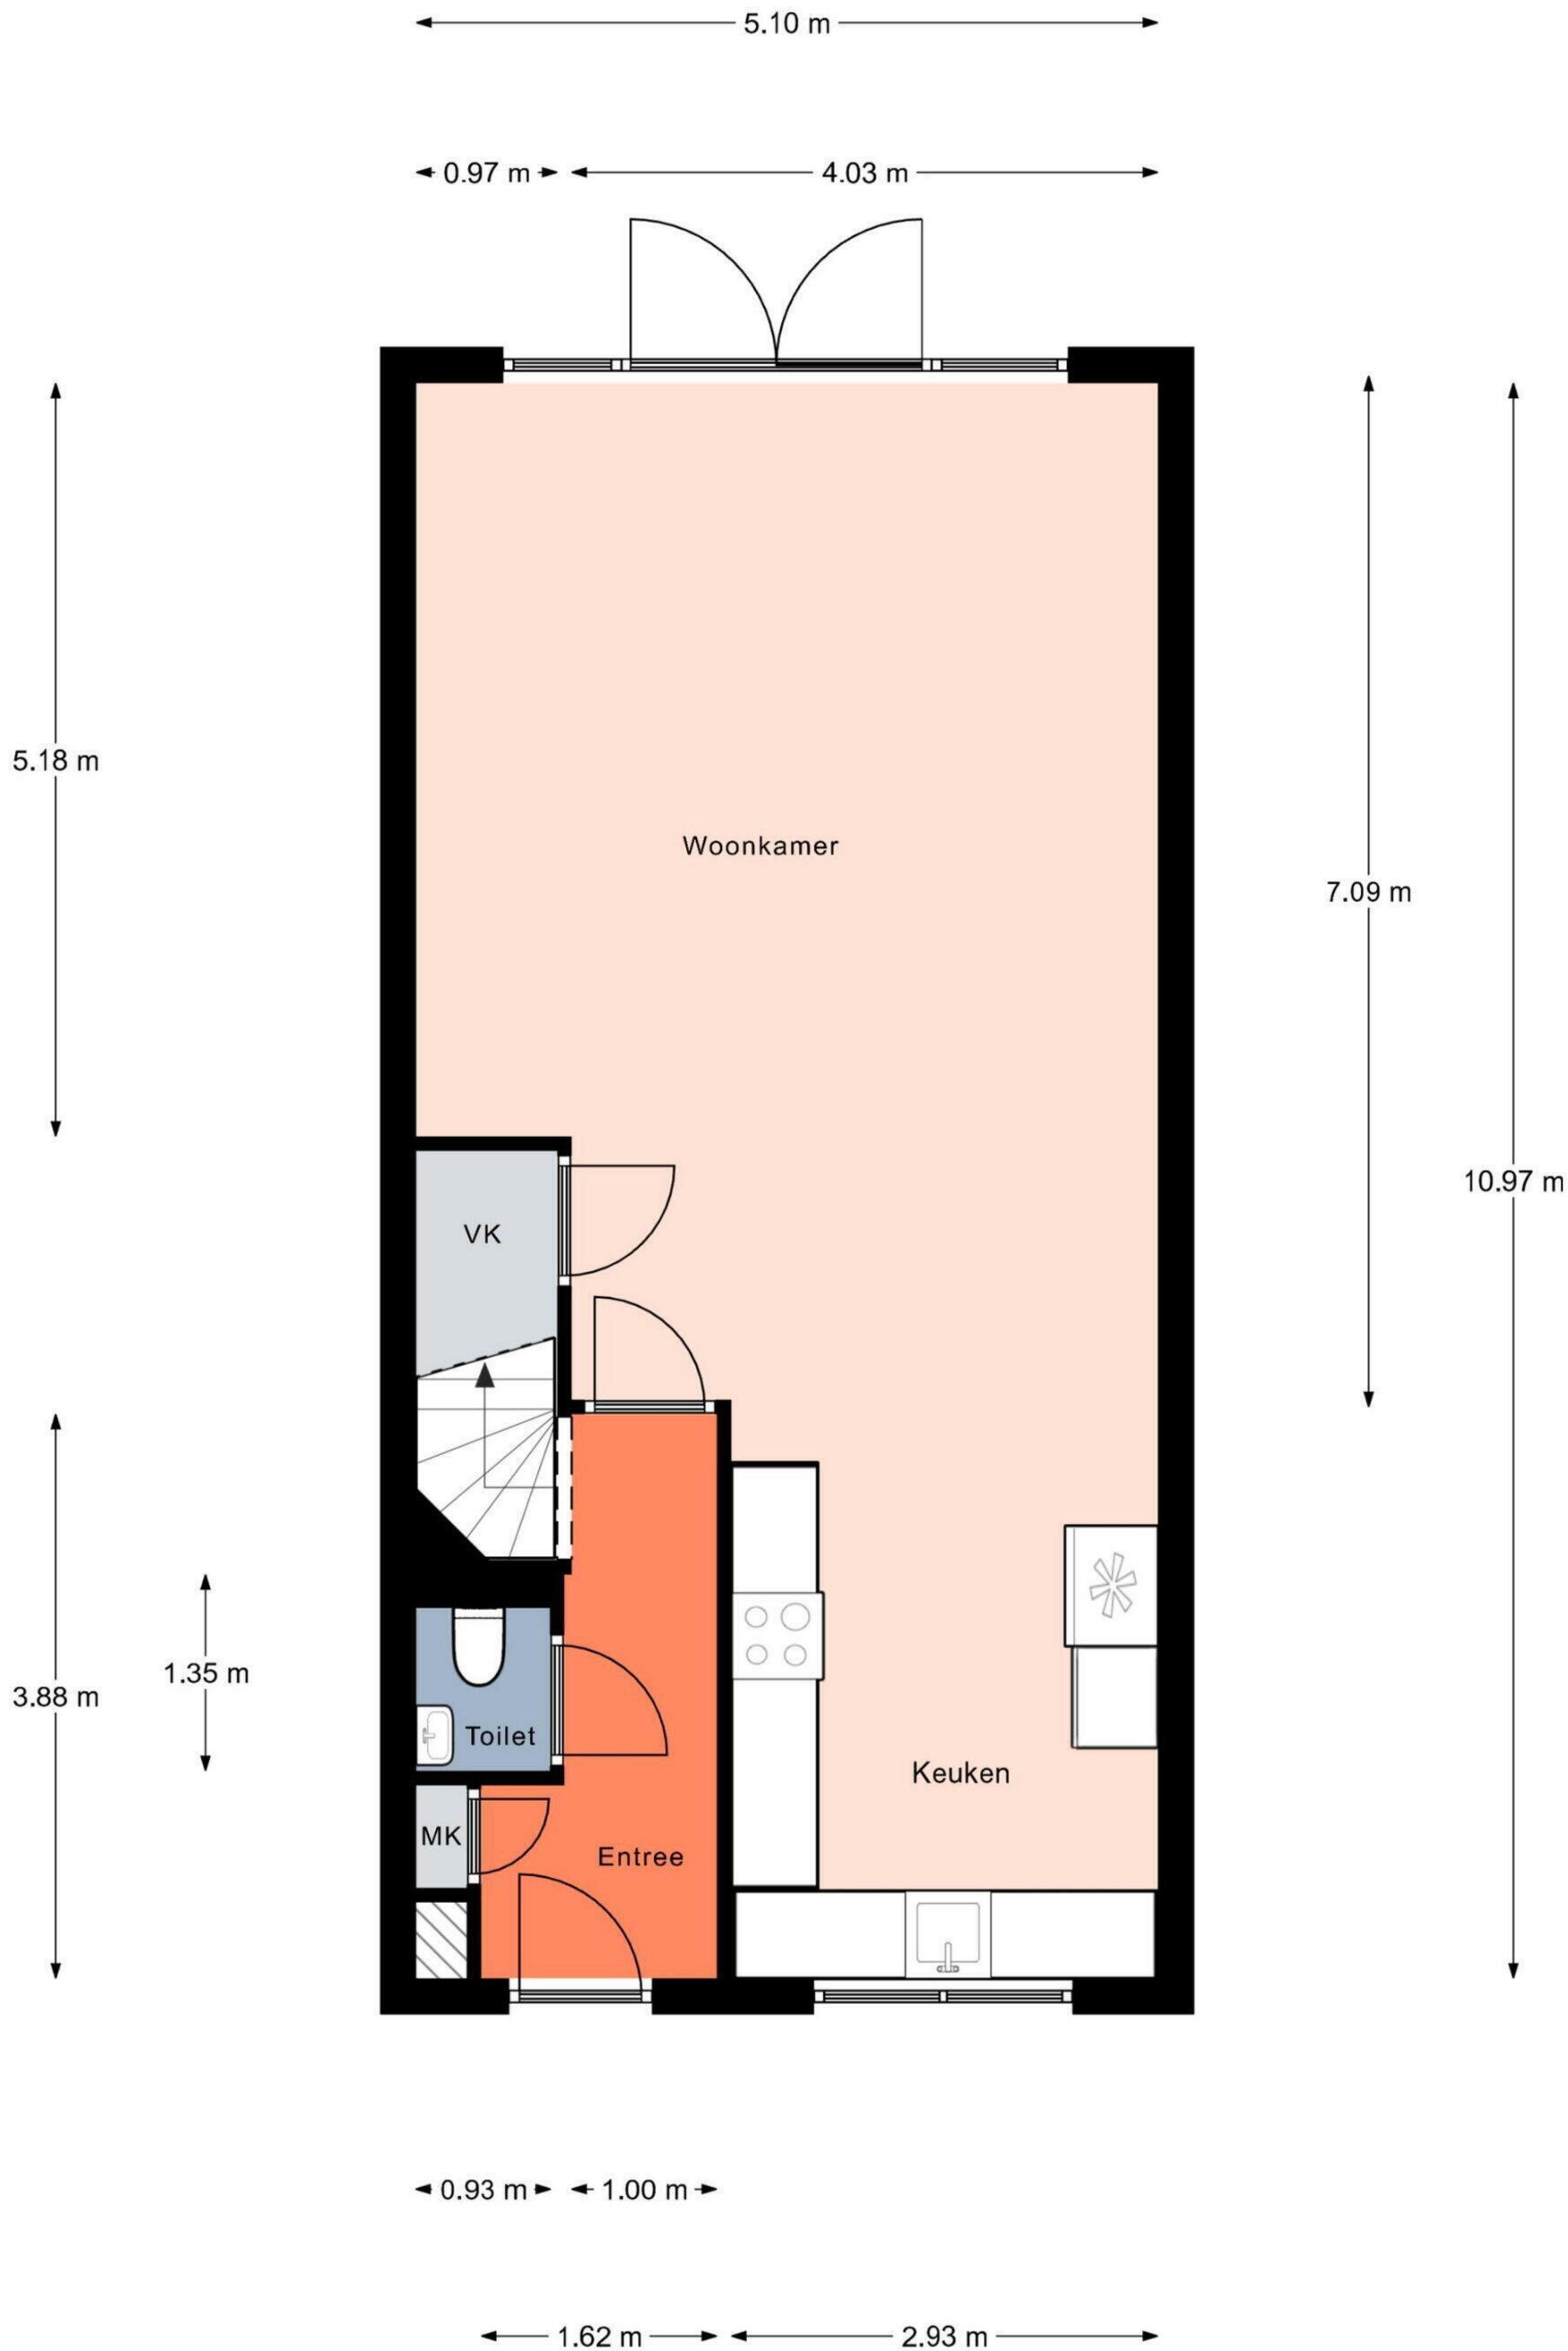 5.10 m
0.97 m
4.03 m
5.18 m
Woonkamer
7.09 m
10.97 m
VK
1.35 m
3.88 m
Toilet
Keuken
MK
Entree
0.93 m
1.00 m
1.62 m
2.93 m